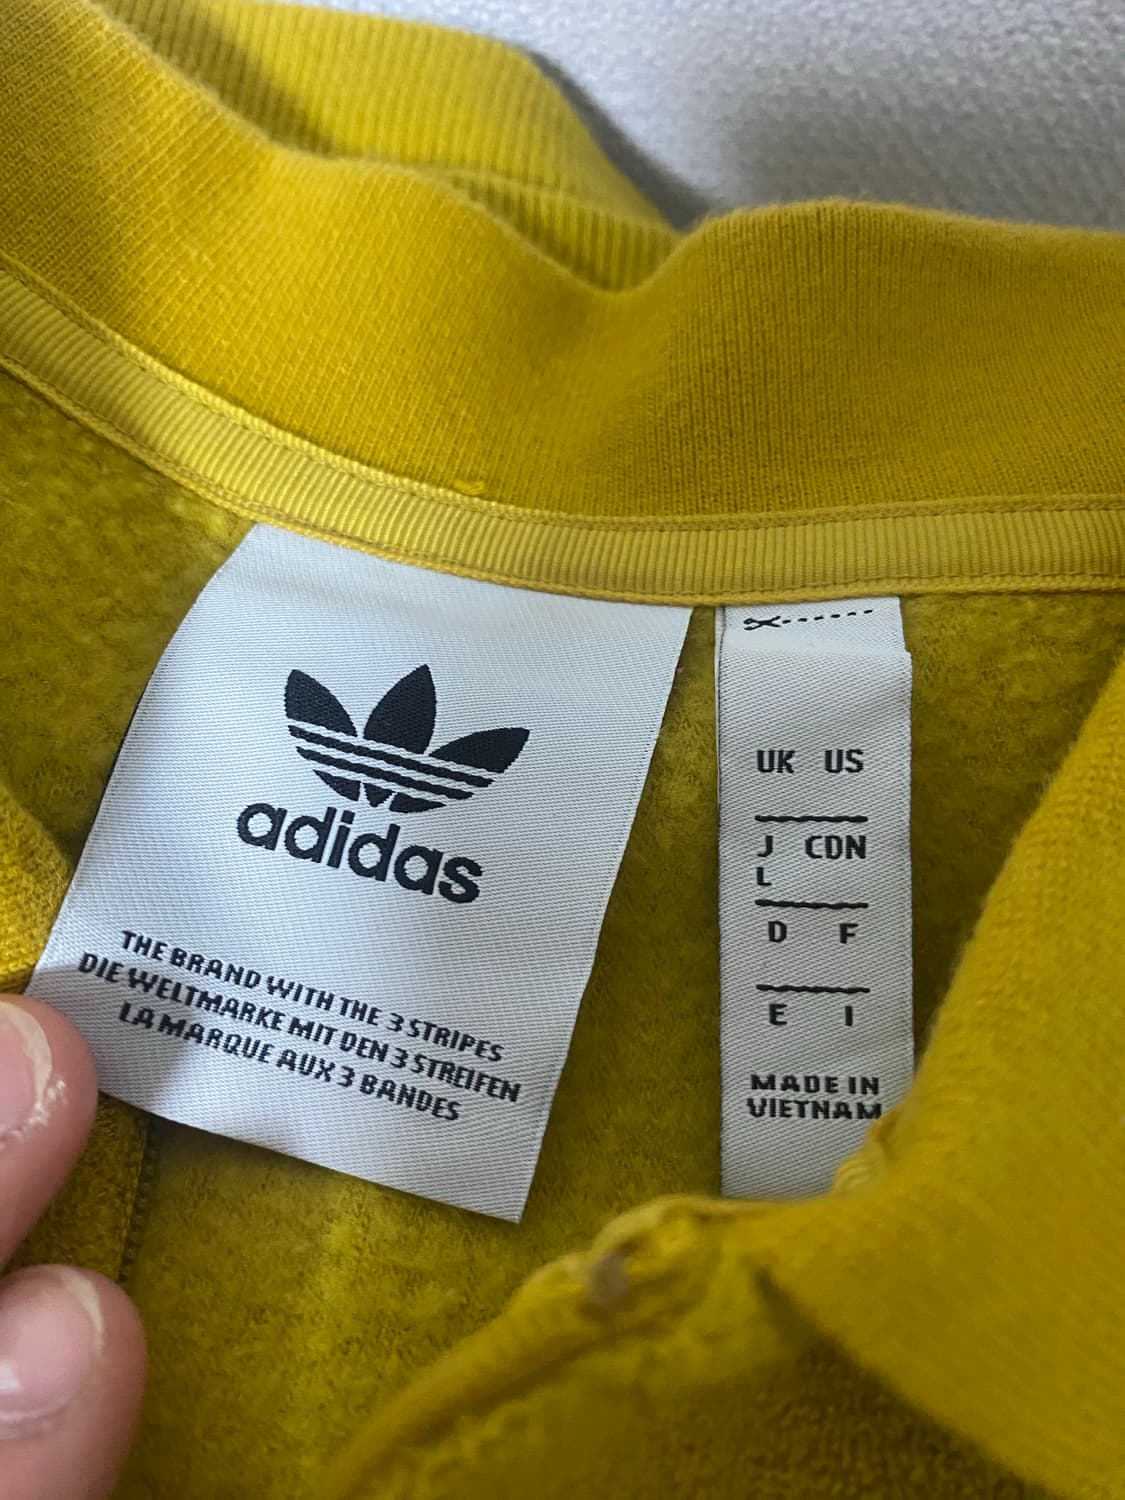 adidas
THE BRAND WITH THE 3 STRIPES
DIE WELTMARKE MIT DEN 3 STREIFEN
LA MARQUE AUX 3 BANDES
UK US
J CDN
L
D F
E I
MADE IN
VIETNAM